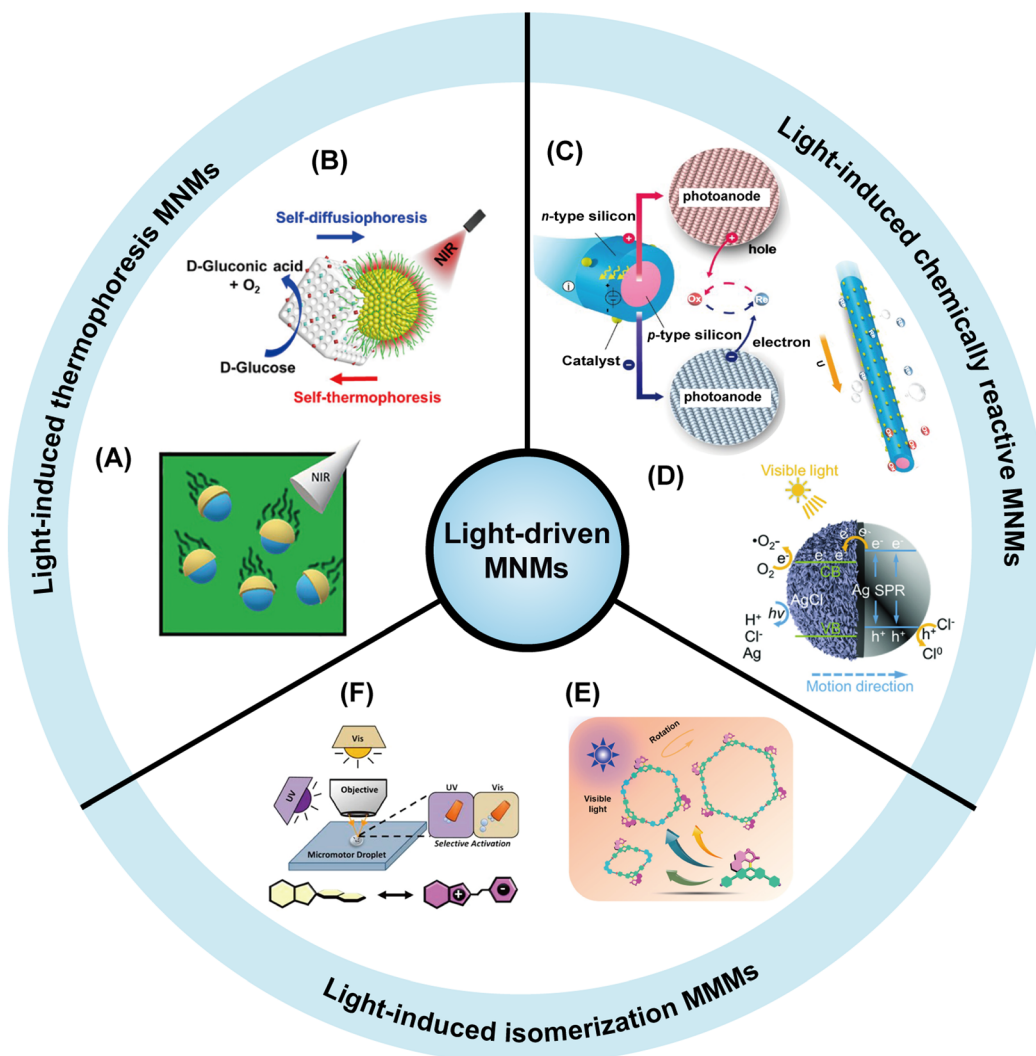 Light-induced thermophoresis MNMs
Light-induced chemically reactive MNMs
Light-induced isomerization MMMs
Light-driven
MNMs
(A)
NIR
(B)
Self-diffusiophoresis
NIR
D-Gluconic acid
+ O₂
D-Glucose
Self-thermophoresis
(C)
photoanode
n-type silicon
+
+
hole
i
Ox
Re
p-type silicon
electron
Catalyst
-
-
photoanode
U
(D)
Visible light
•O₂-
e⁻
O₂
e⁻ e⁻
e⁻ e⁻
e⁻ e⁻
CB
AgCl
Ag SPR
hv
H⁺
Cl⁻
Ag
VB
h⁺ h⁺
h⁺
Cl⁻
Cl⁰
Motion direction
(E)
Rotation
Visible
light
(F)
Vis
UV
Objective
UV
Vis
Selective Activation
Micromotor Droplet
+
-